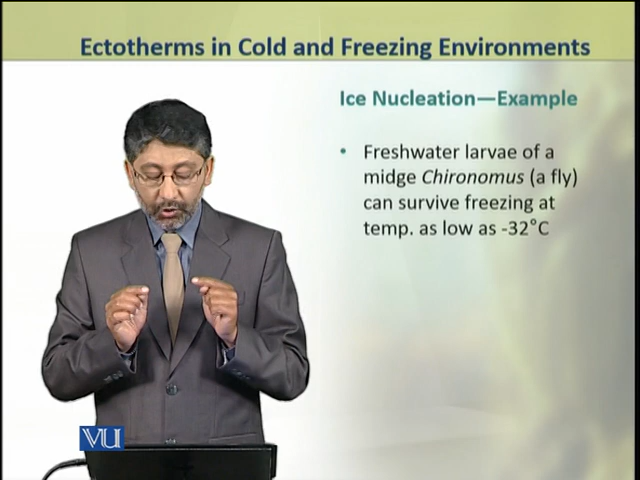 Ectotherms in Cold and Freezing Environments
Ice Nucleation—Example
• Freshwater larvae of a
midge Chironomus (a fly)
can survive freezing at
temp. as low as -32°C
VU